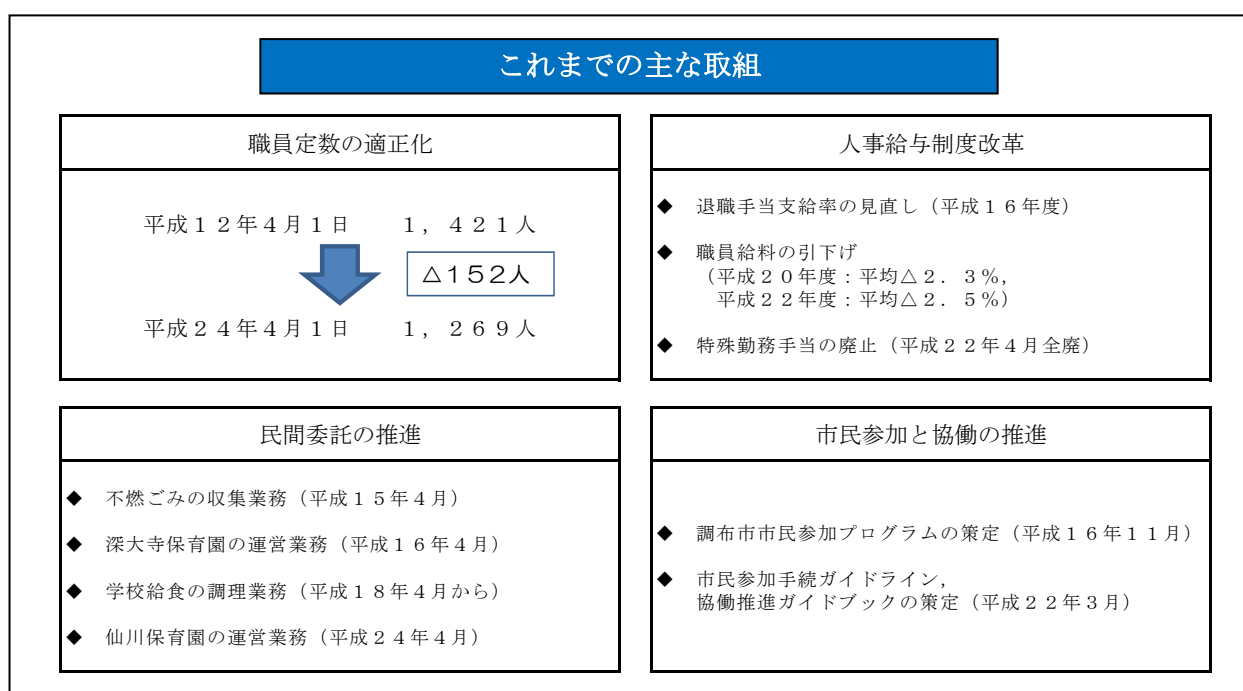 これまでの主な取組
職員定数の適正化
平成１２年４月１日　　１，４２１人
△１５２人
平成２４年４月１日　　１，２６９人
人事給与制度改革
◆　退職手当支給率の見直し（平成１６年度）
◆　職員給料の引下げ
（平成２０年度：平均△２．３％，
平成２２年度：平均△２．５％）
◆　特殊勤務手当の廃止（平成２２年４月全廃）
民間委託の推進
◆　不燃ごみの収集業務（平成１５年４月）
◆　深大寺保育園の運営業務（平成１６年４月）
◆　学校給食の調理業務（平成１８年４月から）
◆　仙川保育園の運営業務（平成２４年４月）
市民参加と協働の推進
◆　調布市市民参加プログラムの策定（平成１６年１１月）
◆　市民参加手続ガイドライン，
協働推進ガイドブックの策定（平成２２年３月）